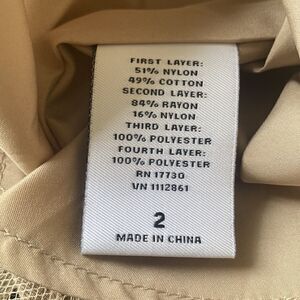 FIRST LAYER:
51% NYLON
49% COTTON
SECOND LAYER:
84% RAYON
16% NYLON
THIRD LAYER:
100% POLYESTER
FOURTH LAYER:
100% POLYESTER
RN 17730
VN 1112861
2
MADE IN CHINA